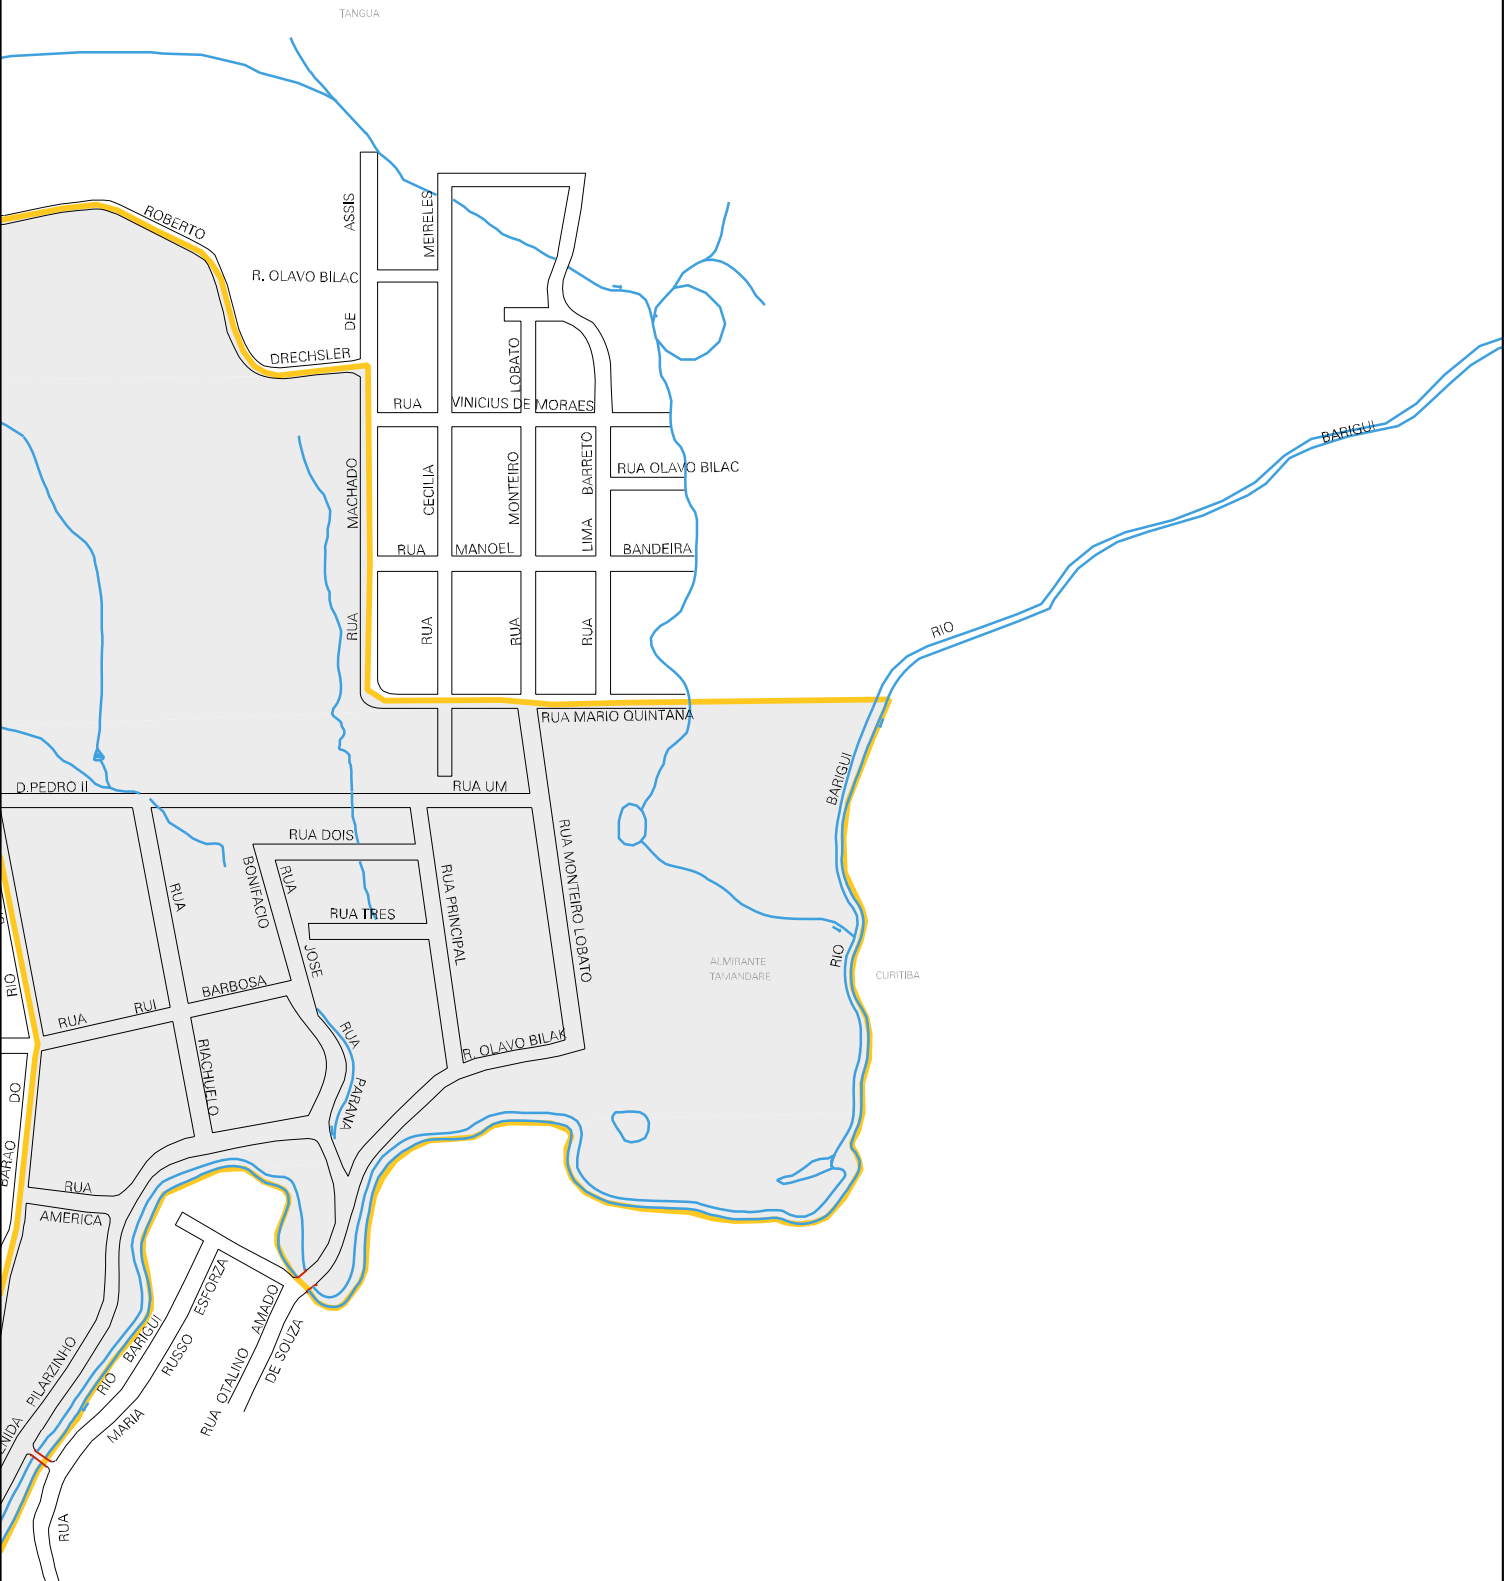 TANGUA
ROBERTO
ASSIS
MEIRELES
R. OLAVO BILAC
DE
DRECHSLER
LOBATO
RUA
VINICIUS DE MORAES
BARIGUI
MACHADO
CECILIA
MONTEIRO
BARRETO
RUA OLAVO BILAC
LIMA
RUA
MANOEL
BANDEIRA
RUA
RUA
RUA
RUA
RIO
RUA MARIO QUINTANA
BARIGUI
D.PEDRO II
RUA UM
RUA DOIS
RUA MONTEIRO LOBATO
RUA
BONIFACIO
RUA
RUA PRINCIPAL
RUA TRES
JOSE
ALMIRANTE
TAMANDARE
RIO
CURITIBA
RIO
BARBOSA
RUI
RUA
RUA
R. OLAVO BILAK
RIACHUELO
PARANA
DO
BARAO
RUA
AMERICA
ESFORZA
AMADO
BARIGUI
RUSSO
DE SOUZA
PILARZINHO
RIO
OTALINO
RUA
MARIA
RUA